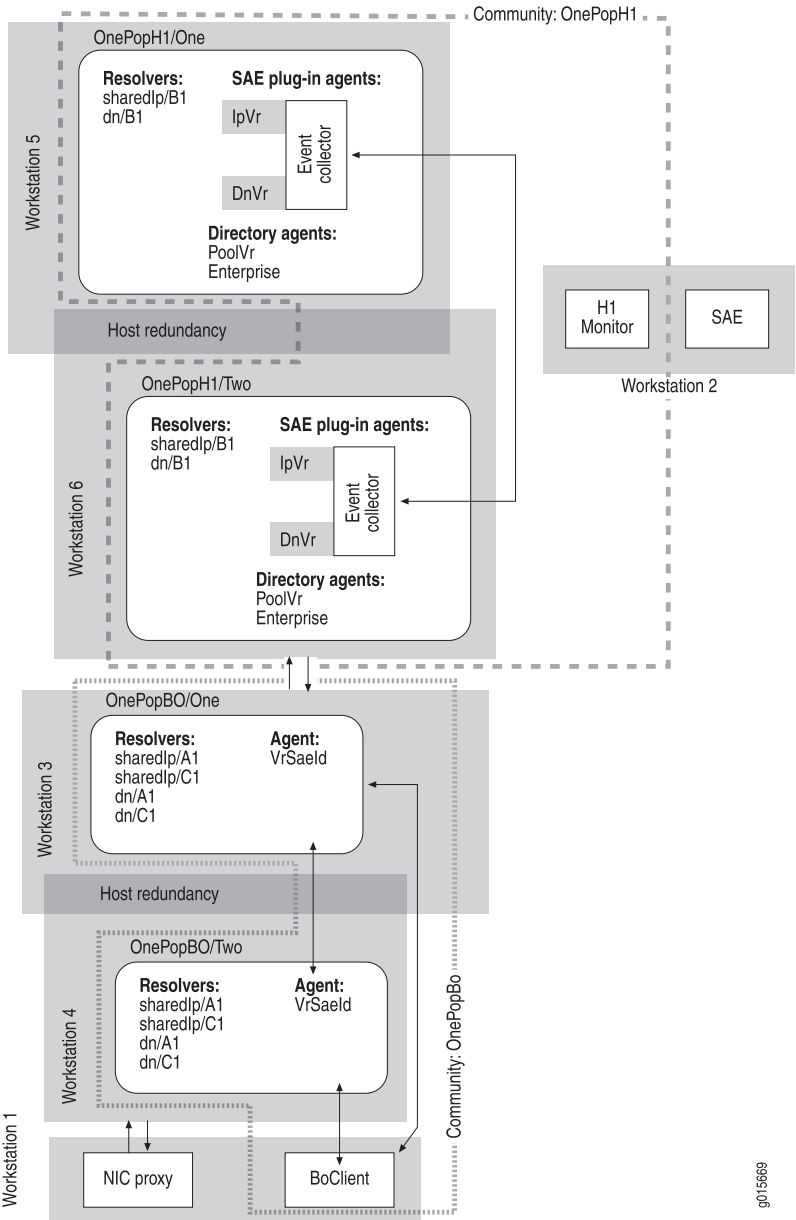 Community: OnePopH1
OnePopH1/One
Workstation 5
Resolvers:
sharedIp/B1
dn/B1
SAE plug-in agents:
IpVr
DnVr
Event
collector
Directory agents:
PoolVr
Enterprise
Host redundancy
H1
Monitor
SAE
Workstation 2
OnePopH1/Two
Workstation 6
Resolvers:
sharedIp/B1
dn/B1
SAE plug-in agents:
IpVr
DnVr
Event
collector
Directory agents:
PoolVr
Enterprise
OnePopBO/One
Workstation 3
Resolvers:
sharedIp/A1
sharedIp/C1
dn/A1
dn/C1
Agent:
VrSaeId
Host redundancy
OnePopBO/Two
Workstation 4
Resolvers:
sharedIp/A1
sharedIp/C1
dn/A1
dn/C1
Agent:
VrSaeId
Community: OnePopBo
Workstation 1
NIC proxy
BoClient
g015669